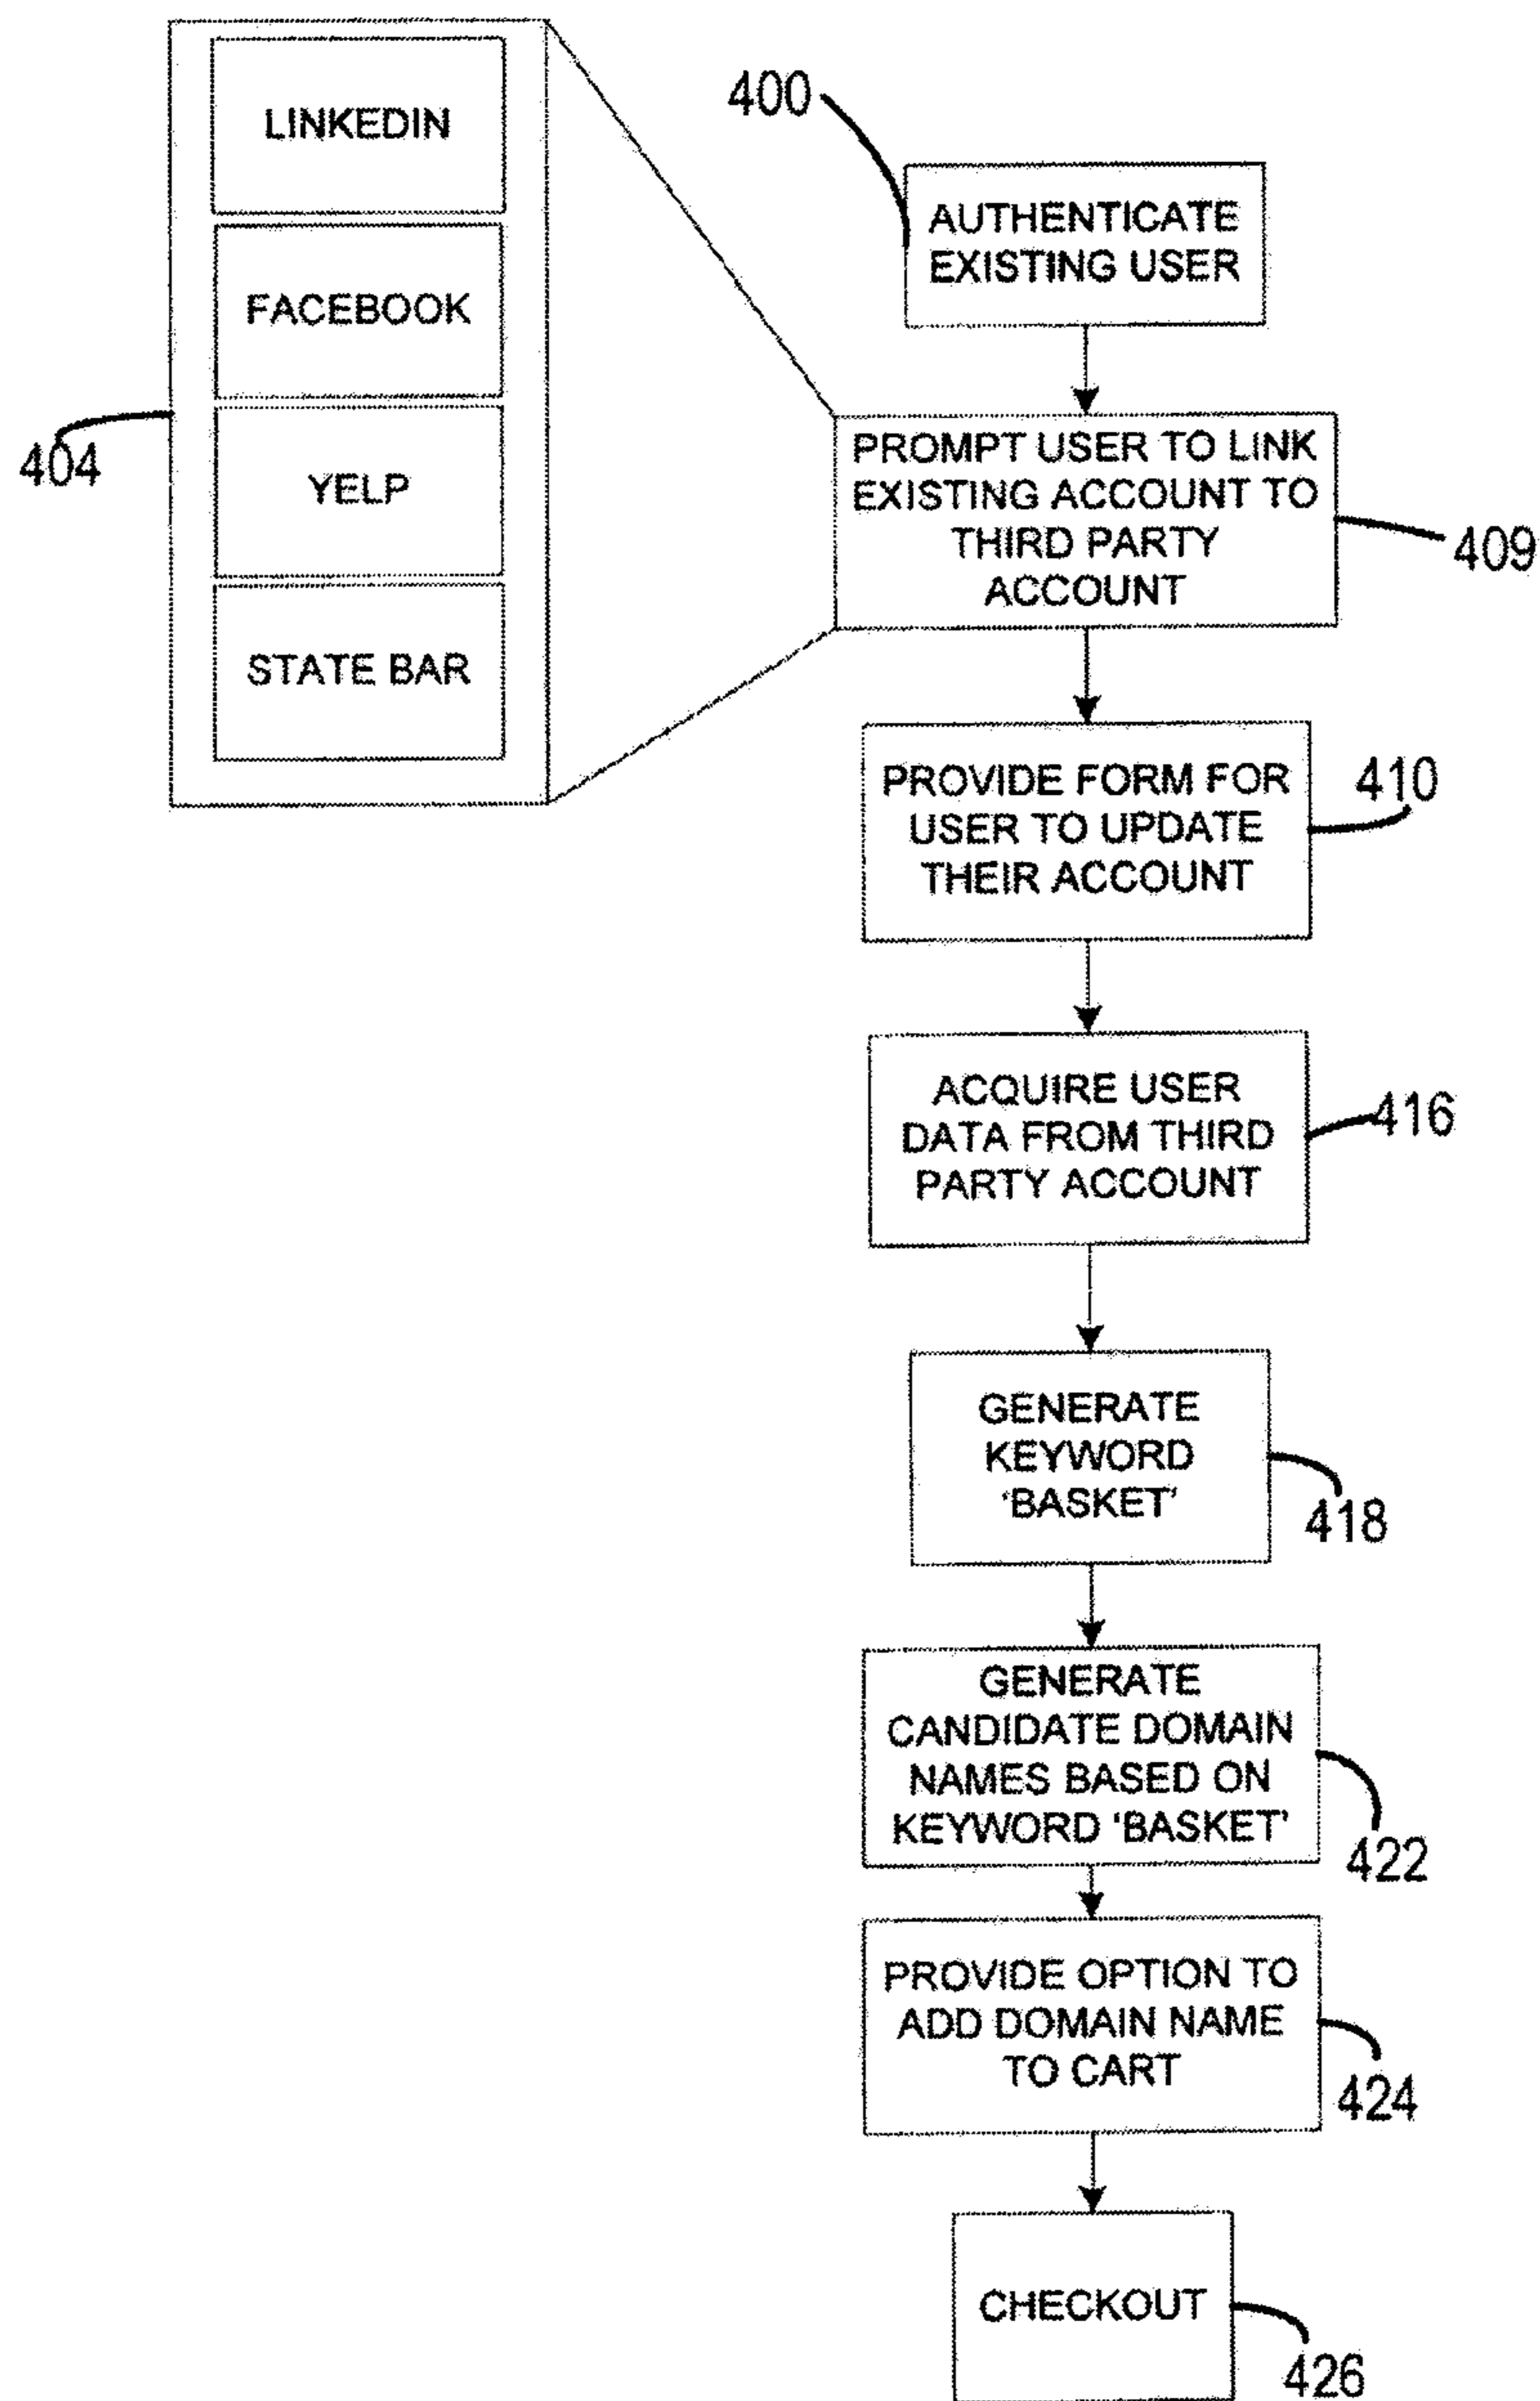 LINKEDIN
FACEBOOK
YELP
STATE BAR
404
400
AUTHENTICATE
EXISTING USER
PROMPT USER TO LINK
EXISTING ACCOUNT TO
THIRD PARTY
ACCOUNT
409
PROVIDE FORM FOR
USER TO UPDATE
THEIR ACCOUNT
410
ACQUIRE USER
DATA FROM THIRD
PARTY ACCOUNT
416
GENERATE
KEYWORD
‘BASKET’
418
GENERATE
CANDIDATE DOMAIN
NAMES BASED ON
KEYWORD ‘BASKET’
422
PROVIDE OPTION TO
ADD DOMAIN NAME
TO CART
424
CHECKOUT
426